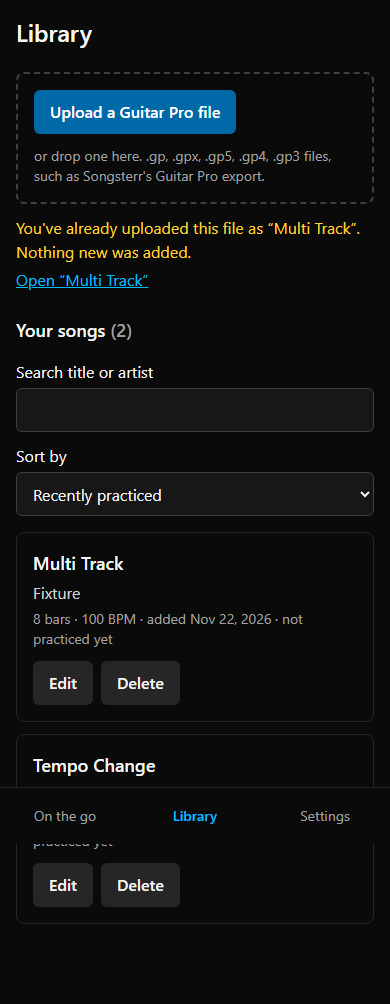 Library
Upload a Guitar Pro file
or drop one here. .gp, .gpx, .gp5, .gp4, .gp3 files,
such as Songsterr's Guitar Pro export.
You've already uploaded this file as “Multi Track”.
Nothing new was added.
Open “Multi Track”
Your songs (2)
Search title or artist
Sort by
Recently practiced
Multi Track
Fixture
8 bars · 100 BPM · added Nov 22, 2026 · not
practiced yet
Edit
Delete
Tempo Change
On the go
Library
Settings
practiced yet
Edit
Delete